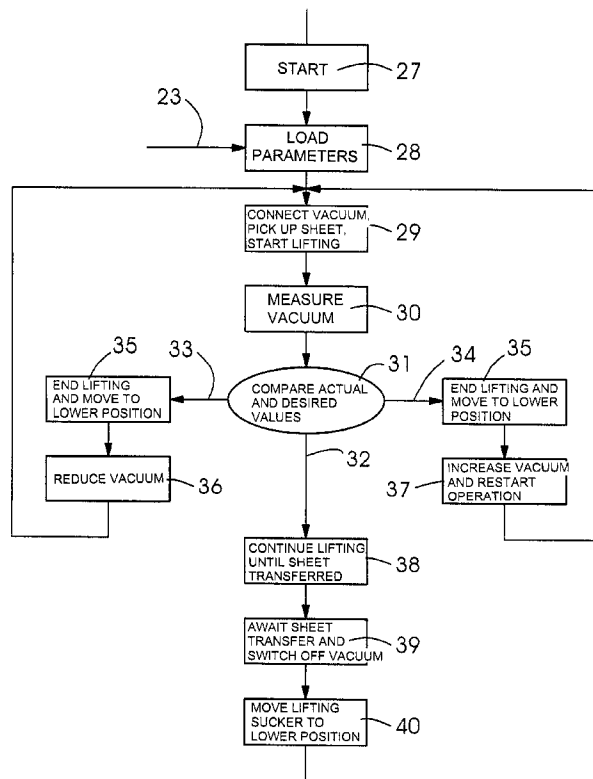 START
27
23
LOAD
PARAMETERS
28
CONNECT VACUUM,
PICK UP SHEET,
START LIFTING
29
MEASURE
VACUUM
30
31
COMPARE ACTUAL
AND DESIRED
VALUES
33
34
35
END LIFTING
AND MOVE TO
LOWER POSITION
35
END LIFTING AND
MOVE TO LOWER
POSITION
32
REDUCE VACUUM
36
INCREASE VACUUM
AND RESTART
OPERATION
37
CONTINUE LIFTING
UNTIL SHEET
TRANSFERRED
38
AWAIT SHEET
TRANSFER AND
SWITCH OFF VACUUM
39
MOVE LIFTING
SUCKER TO
LOWER POSITION
40